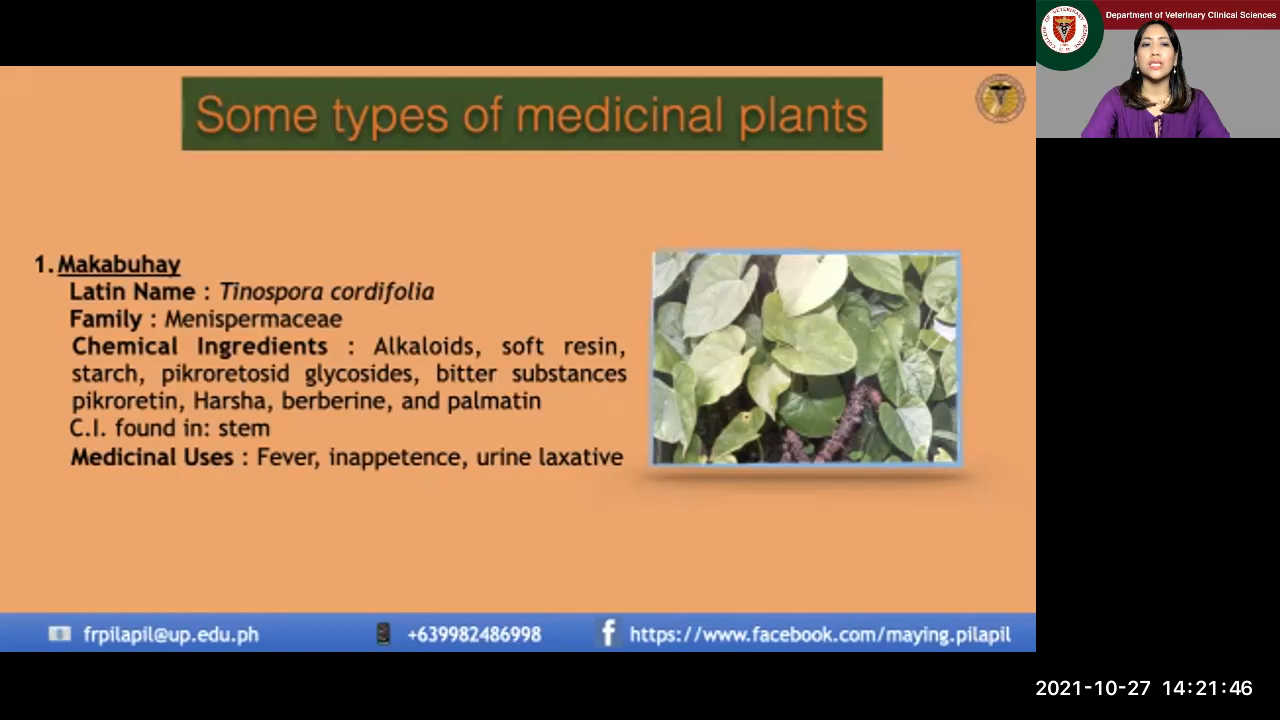 Department of Veterinary Clinical Sciences
Some types of medicinal plants
1. Makabuhay
Latin Name : Tinospora cordifolia
Family : Menispermaceae
Chemical Ingredients : Alkaloids, soft resin,
starch, pikroretosid glycosides, bitter substances
pikroretin, Harsha, berberine, and palmatin
C.I. found in: stem
Medicinal Uses : Fever, inappetence, urine laxative
frpilapil@up.edu.ph
+639982486998
https://www.facebook.com/maying.pilapil
2021-10-27 14:21:46